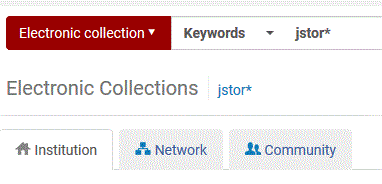 Electronic collection Keywords jstor*
Electronic Collections jstor*
Institution Network Community